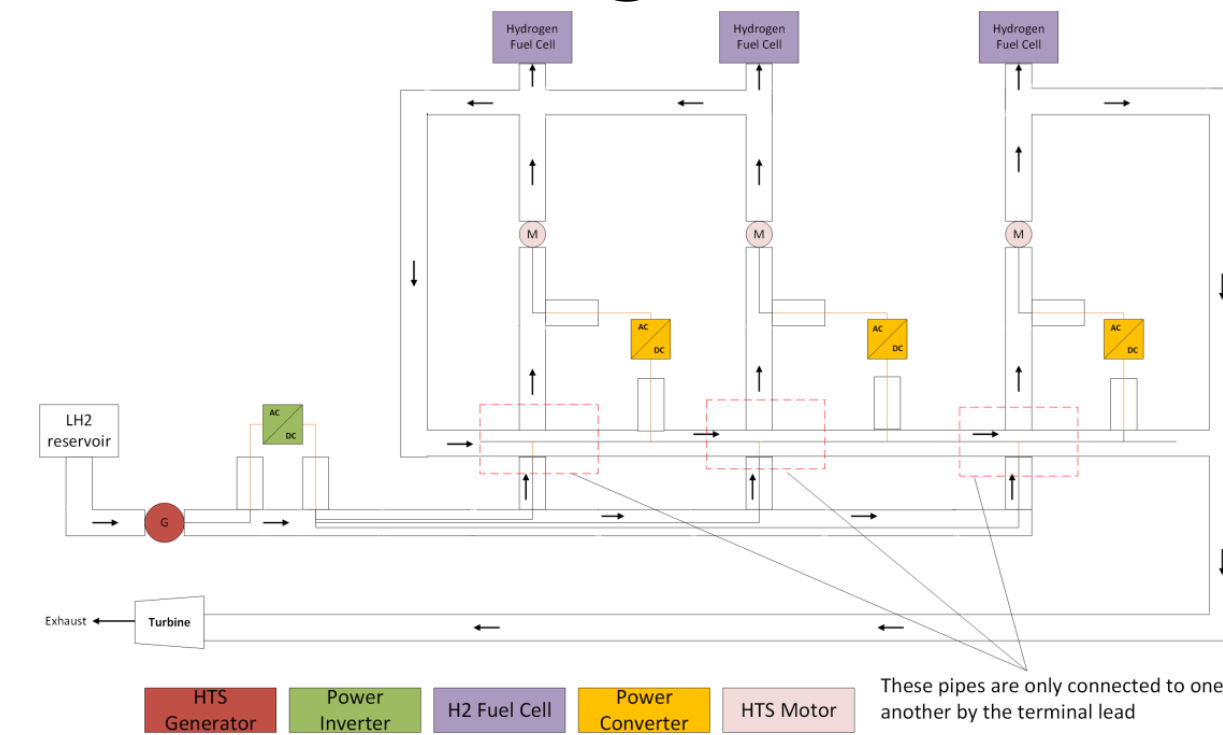 Hydrogen
Fuel Cell
Hydrogen
Fuel Cell
Hydrogen
Fuel Cell
M
M
M
AC
DC
AC
DC
AC
DC
LH2
reservoir
AC
DC
G
Exhaust
Turbine
HTS
Generator
Power
Inverter
H2 Fuel Cell
Power
Converter
HTS Motor
These pipes are only connected to one
another by the terminal lead